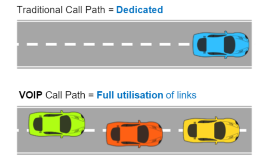 Traditional Call Path = Dedicated
VOIP Call Path = Full utilisation of links